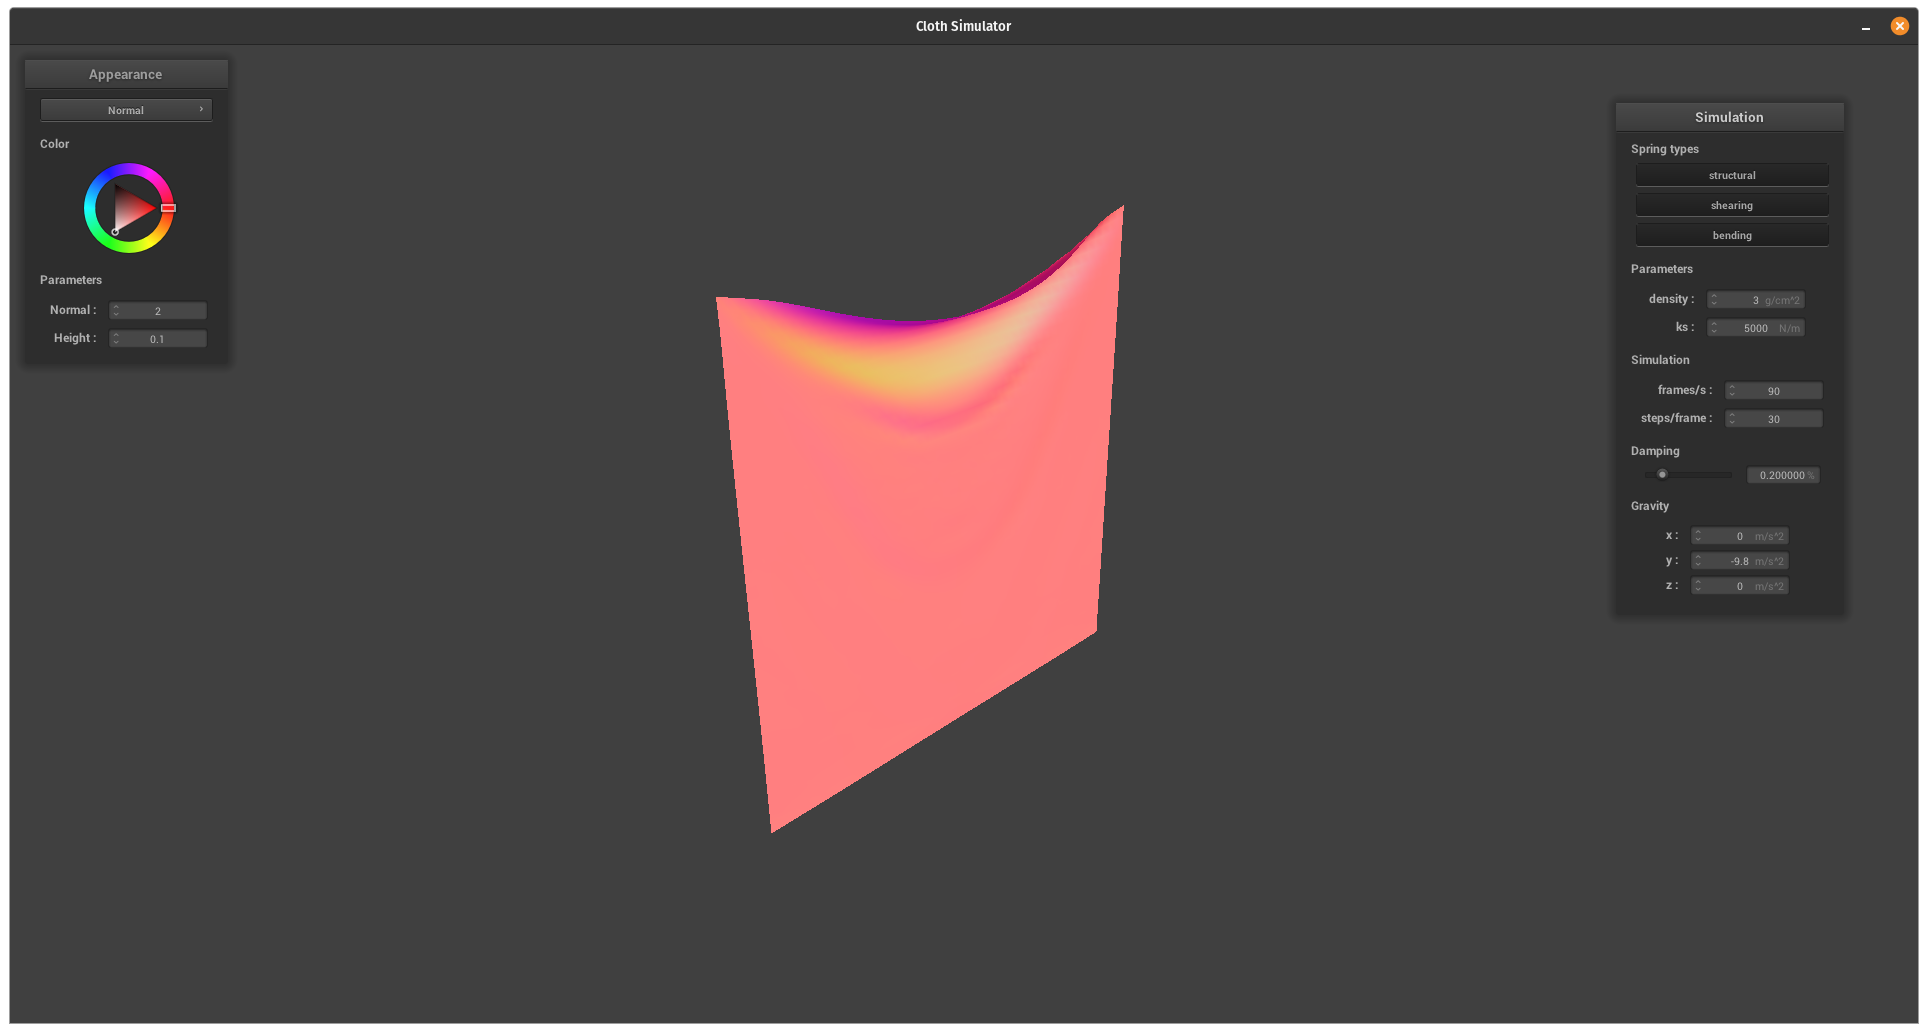 Cloth Simulator
Appearance
Normal
Color
Parameters
Normal : 2
Height : 0.1
Simulation
Spring types
structural
shearing
bending
Parameters
density : 3 g/cm^2
ks : 5000 N/m
Simulation
frames/s : 90
steps/frame : 30
Damping
0.200000 %
Gravity
x : 0 m/s^2
y : -9.8 m/s^2
z : 0 m/s^2